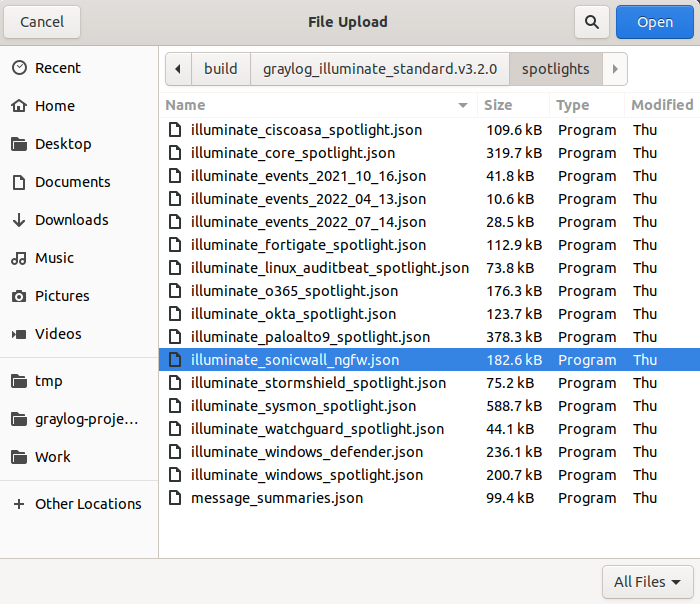 Cancel File Upload Open
Recent
Home
Desktop
Documents
Downloads
Music
Pictures
Videos
tmp
graylog-proje...
Work
Other Locations
build graylog_illuminate_standard.v3.2.0 spotlights
Name Size Type Modified
illuminate_ciscoasa_spotlight.json 109.6 kB Program Thu
illuminate_core_spotlight.json 319.7 kB Program Thu
illuminate_events_2021_10_16.json 41.8 kB Program Thu
illuminate_events_2022_04_13.json 10.6 kB Program Thu
illuminate_events_2022_07_14.json 28.5 kB Program Thu
illuminate_fortigate_spotlight.json 112.9 kB Program Thu
illuminate_linux_auditbeat_spotlight.json 73.8 kB Program Thu
illuminate_o365_spotlight.json 176.3 kB Program Thu
illuminate_okta_spotlight.json 123.7 kB Program Thu
illuminate_paloalto9_spotlight.json 378.3 kB Program Thu
illuminate_sonicwall_ngfw.json 182.6 kB Program Thu
illuminate_stormshield_spotlight.json 75.2 kB Program Thu
illuminate_sysmon_spotlight.json 588.7 kB Program Thu
illuminate_watchguard_spotlight.json 44.1 kB Program Thu
illuminate_windows_defender.json 236.1 kB Program Thu
illuminate_windows_spotlight.json 200.7 kB Program Thu
message_summaries.json 99.4 kB Program Thu
All Files